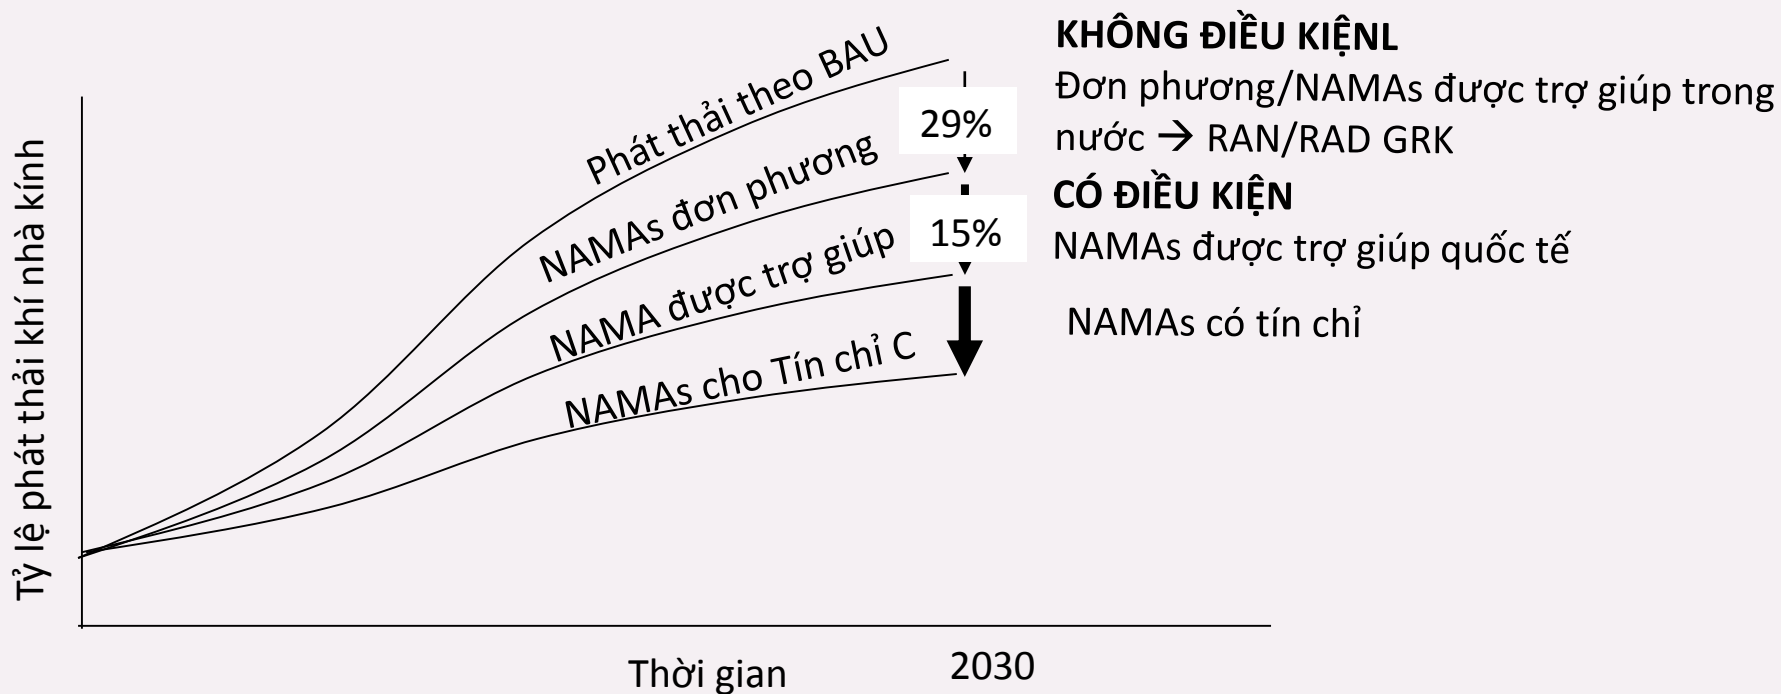 Tỷ lệ phát thải khí nhà kính
Phát thải theo BAU
NAMAs đơn phương
NAMA được trợ giúp
NAMAs cho Tín chỉ C
29%
15%
KHÔNG ĐIỀU KIỆNL
Đơn phương/NAMAs được trợ giúp trong
nước → RAN/RAD GRK
CÓ ĐIỀU KIỆN
NAMAs được trợ giúp quốc tế
NAMAs có tín chỉ
Thời gian
2030